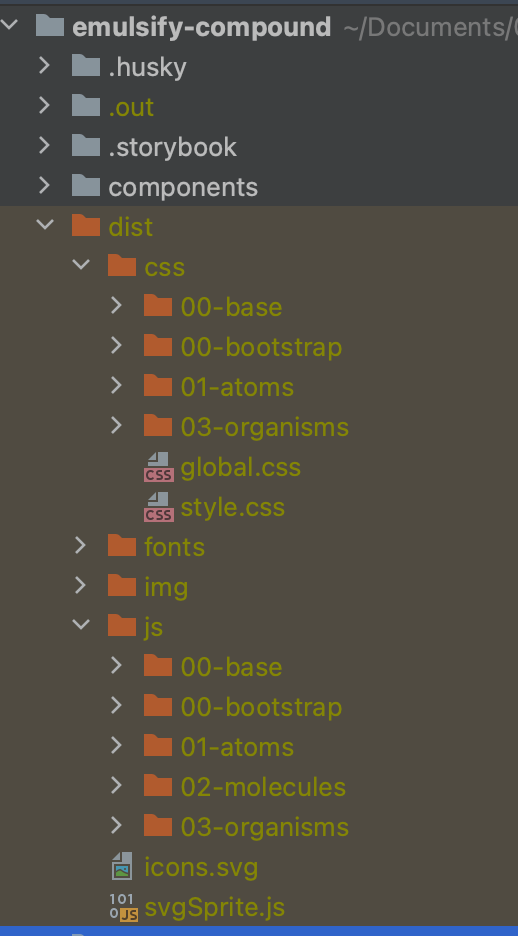 emulsify-compound ~/Documents/
.husky
.out
.storybook
components
dist
css
00-base
00-bootstrap
01-atoms
03-organisms
CSS global.css
CSS style.css
fonts
img
js
00-base
00-bootstrap
01-atoms
02-molecules
03-organisms
icons.svg
101
0 JS svgSprite.js